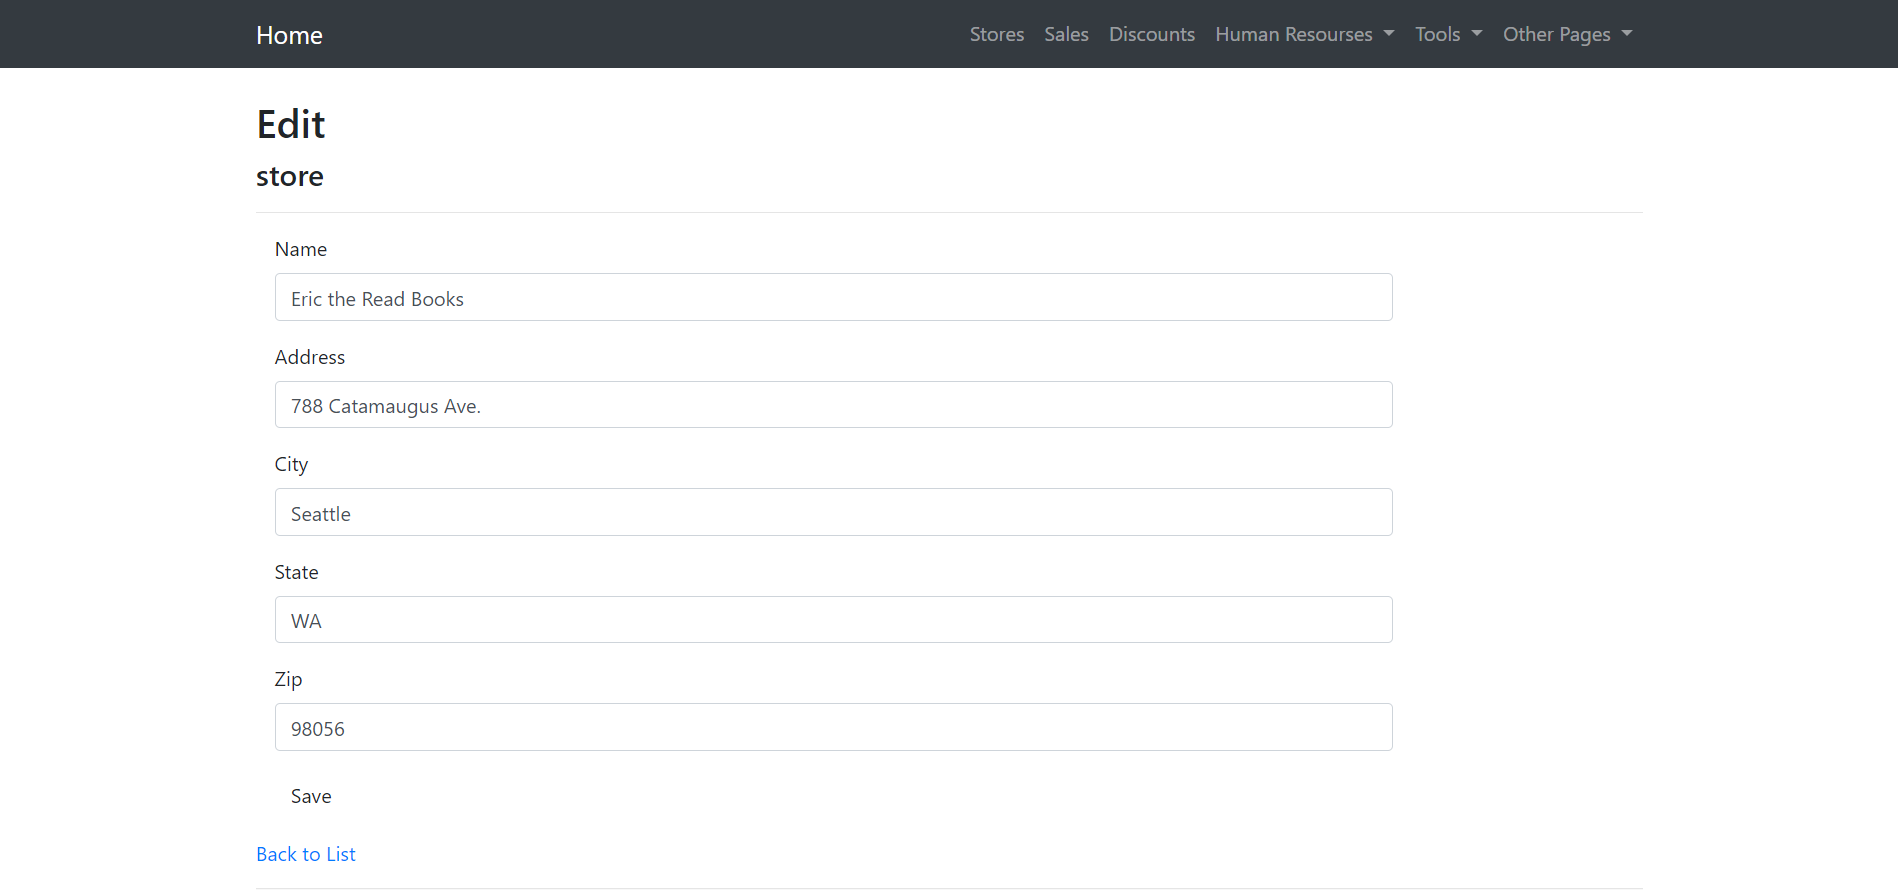 Home Stores Sales Discounts Human Resourses Tools Other Pages
Edit
store
Name
Eric the Read Books
Address
788 Catamaugus Ave.
City
Seattle
State
WA
Zip
98056
Save
Back to List